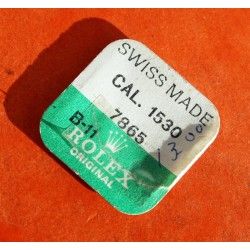 SWISS MADE
CAL. 1530
7865
B-11
ROLEX
ORIGINAL